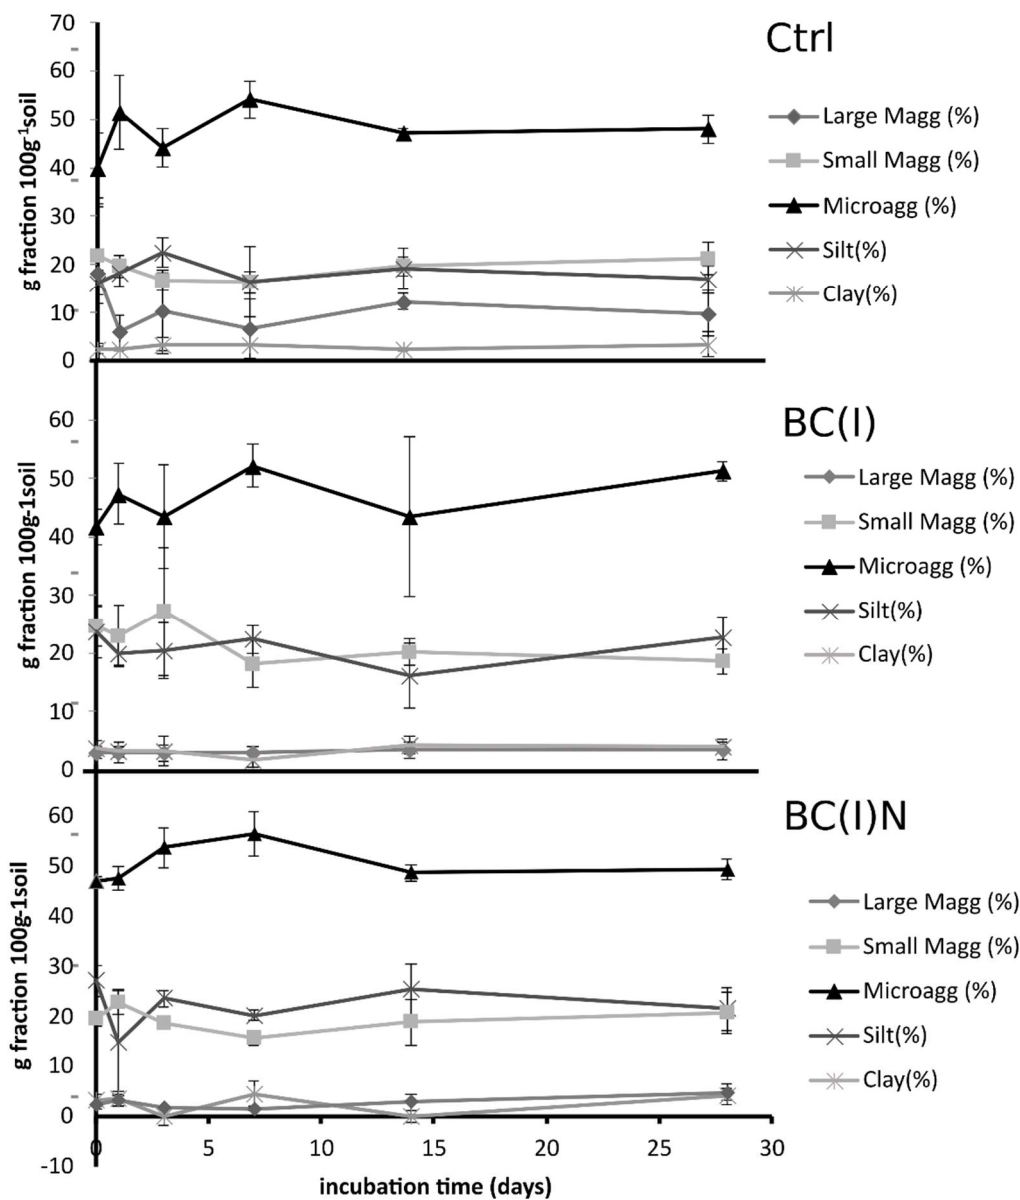 Ctrl
70
60
50
40
30
20
10
0
g fraction 100g-1soil
Large Magg (%)
Small Magg (%)
Microagg (%)
Silt(%)
Clay(%)
BC(I)
60
50
40
30
20
10
0
g fraction 100g-1soil
Large Magg (%)
Small Magg (%)
Microagg (%)
Silt(%)
Clay(%)
BC(I)N
60
50
40
30
20
10
0
-10
g fraction 100g-1soil
Large Magg (%)
Small Magg (%)
Microagg (%)
Silt(%)
Clay(%)
0 5 10 15 20 25 30
incubation time (days)